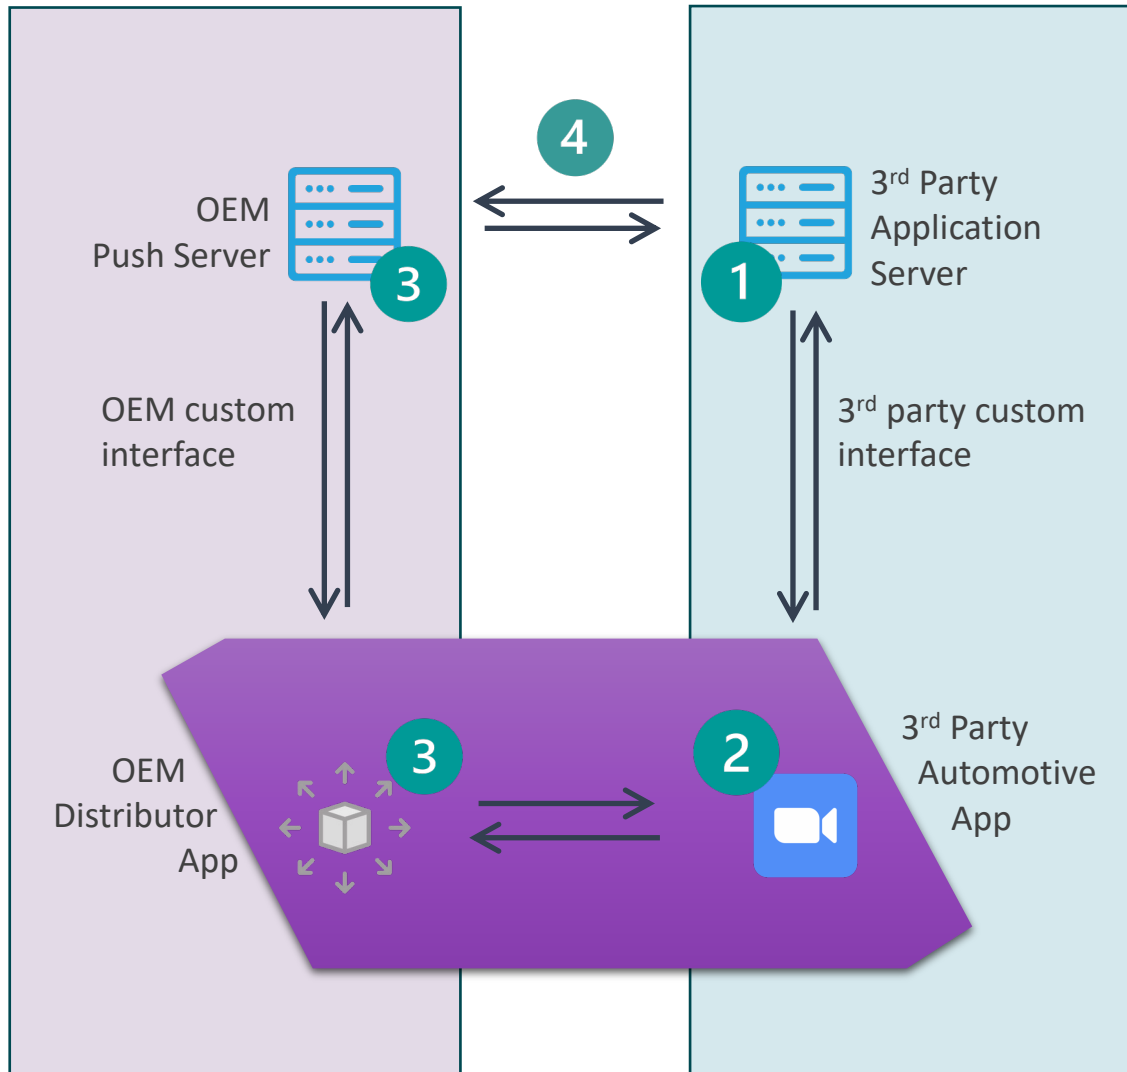 4
OEM
Push Server
3
1
3rd Party
Application
Server
OEM custom
interface
3rd party custom
interface
OEM
Distributor
App
3
2
3rd Party
Automotive
App